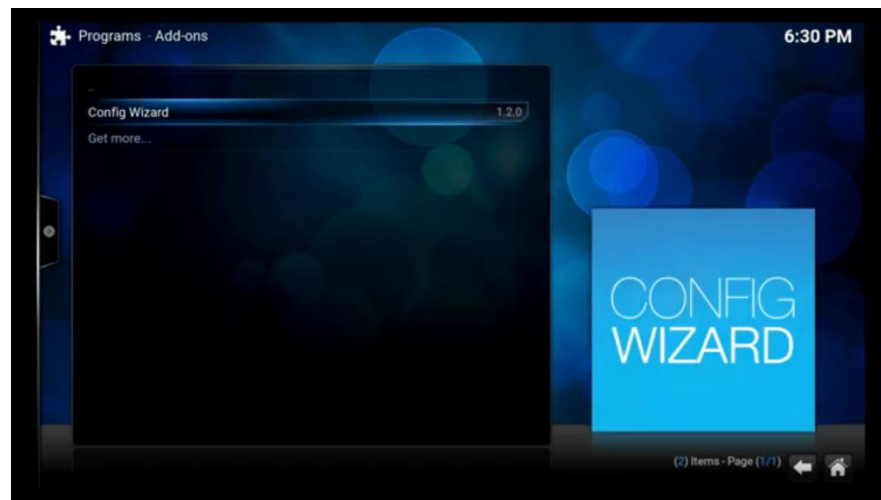 Programs - Add-ons
6:30 PM
..
Config Wizard 1.2.0
Get more...
CONFIG
WIZARD
(2) Items - Page (1/1)